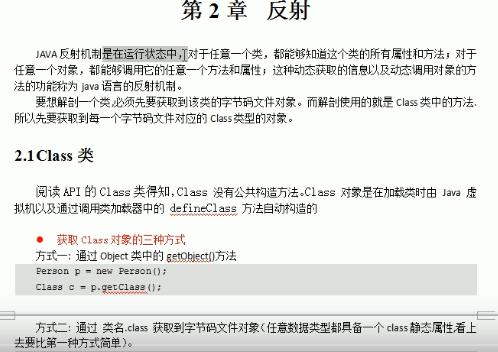 第 2 章 反射
JAVA 反射机制是在运行状态中，对于任意一个类，都能够知道这个类的所有属性和方法；对于
任意一个对象，都能够调用它的任意一个方法和属性；这种动态获取的信息以及动态调用对象的方
法的功能称为 java 语言的反射机制。
要想解剖一个类,必须先要获取到该类的字节码文件对象。而解剖使用的就是 Class 类中的方法.
所以先要获取到每一个字节码文件对应的 Class 类型的对象。
2.1Class 类
阅读 API 的 Class 类得知，Class 没有公共构造方法。Class 对象是在加载类时由 Java 虚
拟机以及通过调用类加载器中的 defineClass 方法自动构造的
● 获取 Class 对象的三种方式
方式一: 通过 Object 类中的 getObject()方法
Person p = new Person();
Class c = p.getClass();
方式二: 通过 类名.class 获取到字节码文件对象（任意数据类型都具备一个 class 静态属性,看上
去要比第一种方式简单）。